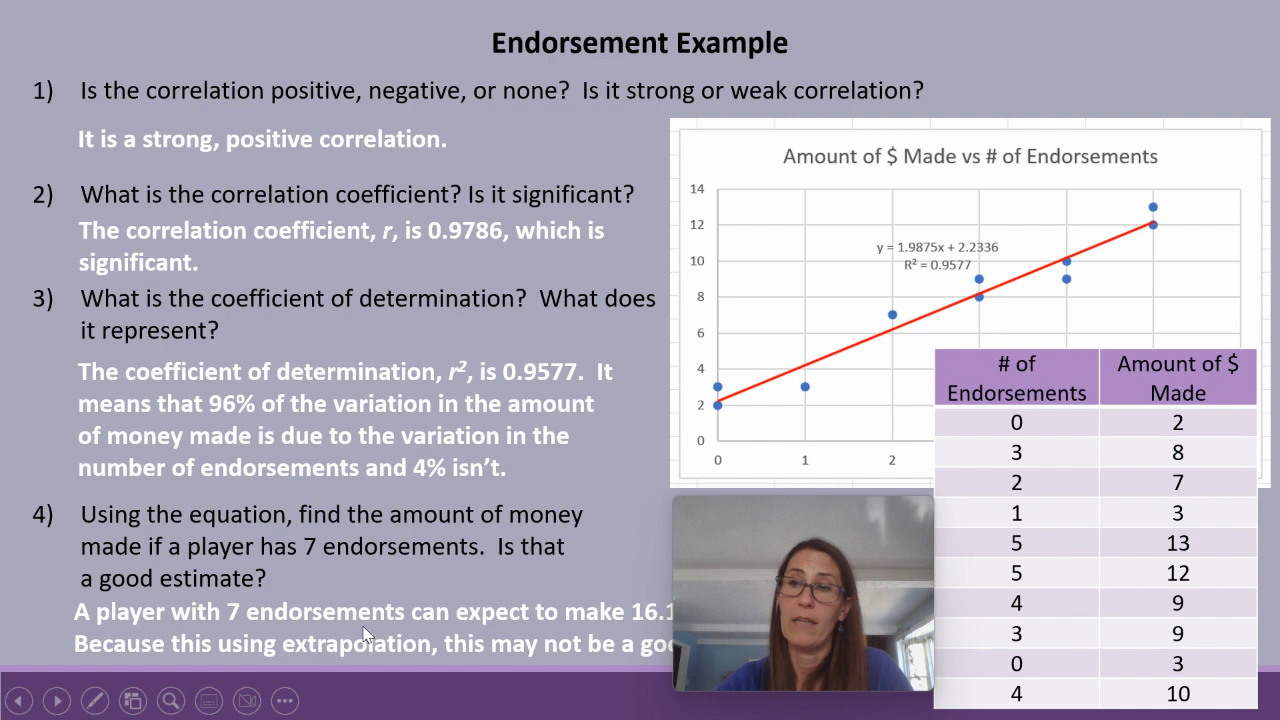 Endorsement Example
1) Is the correlation positive, negative, or none? Is it strong or weak correlation?
It is a strong, positive correlation.
2) What is the correlation coefficient? Is it significant?
The correlation coefficient, r, is 0.9786, which is
significant.
3) What is the coefficient of determination? What does
it represent?
The coefficient of determination, r², is 0.9577. It
means that 96% of the variation in the amount
of money made is due to the variation in the
number of endorsements and 4% isn't.
4) Using the equation, find the amount of money
made if a player has 7 endorsements. Is that
a good estimate?
A player with 7 endorsements can expect to make 16.1
Because this using extrapolation, this may not be a
Amount of $ Made vs # of Endorsements
14
12
10
8
6
4
2
0
0 1 2
y = 1.9875x + 2.2336
R² = 0.9577
# of Endorsements Amount of $ Made
0 2
3 8
2 7
1 3
5 13
5 12
4 9
3 9
0 3
4 10